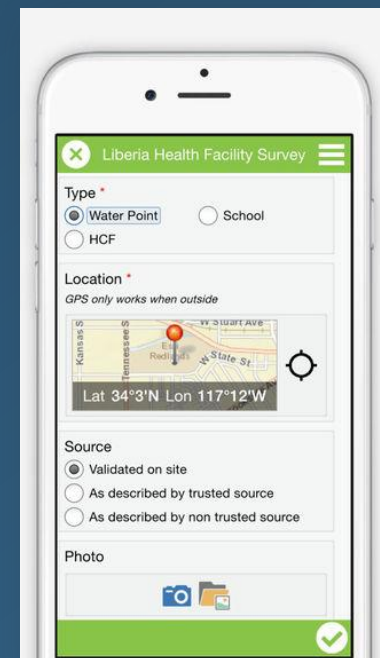 Liberia Health Facility Survey
Type *
Water Point School
HCF
Location *
GPS only works when outside
Kansas S
Tennessee S
W Stuart Ave
Esri
Redlands
W State St
Lat 34°3'N Lon 117°12'W
Source
Validated on site
As described by trusted source
As described by non trusted source
Photo